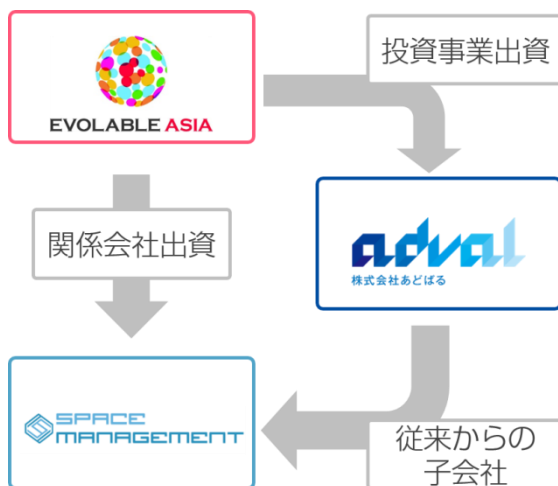 投資事業出資
EVOLABLE ASIA
関係会社出資
adval
株式会社あどばる
SPACE
MANAGEMENT
従来からの
子会社